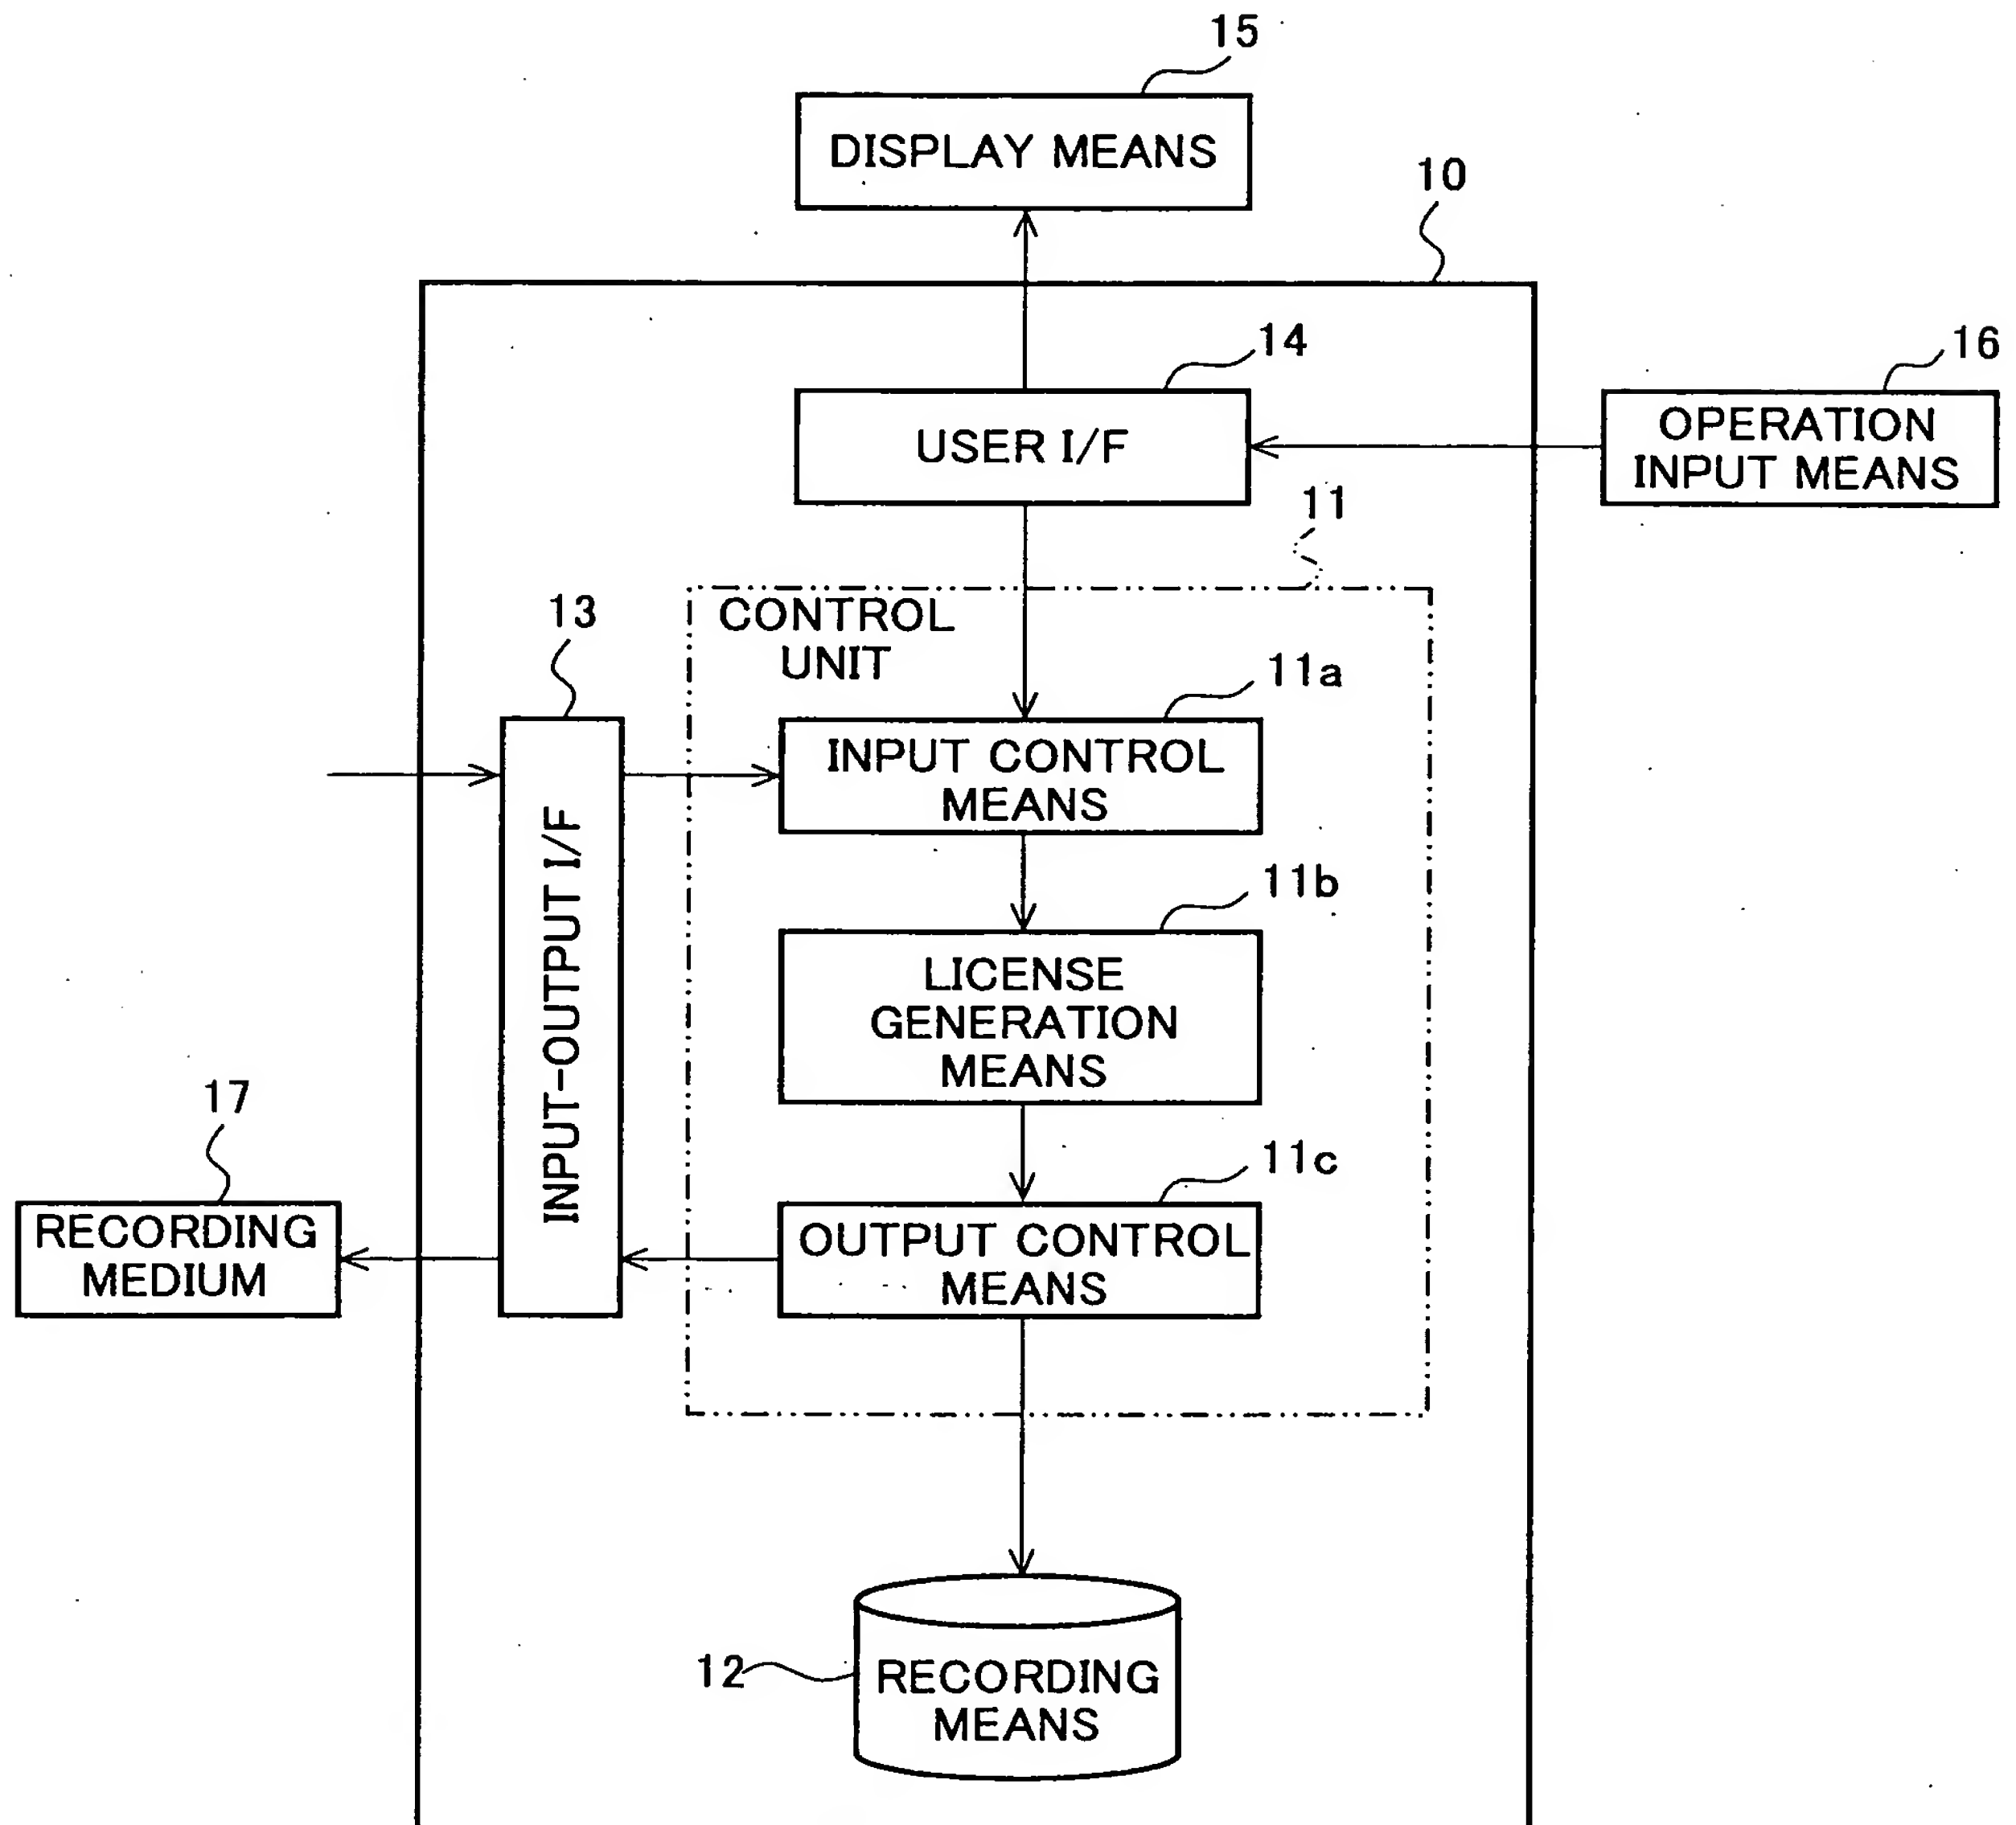 15
DISPLAY MEANS
10
14
USER I/F
16
OPERATION
INPUT MEANS
11
CONTROL
UNIT
13
INPUT-OUTPUT I/F
11a
INPUT CONTROL
MEANS
11b
LICENSE
GENERATION
MEANS
17
RECORDING
MEDIUM
11c
OUTPUT CONTROL
MEANS
12
RECORDING
MEANS